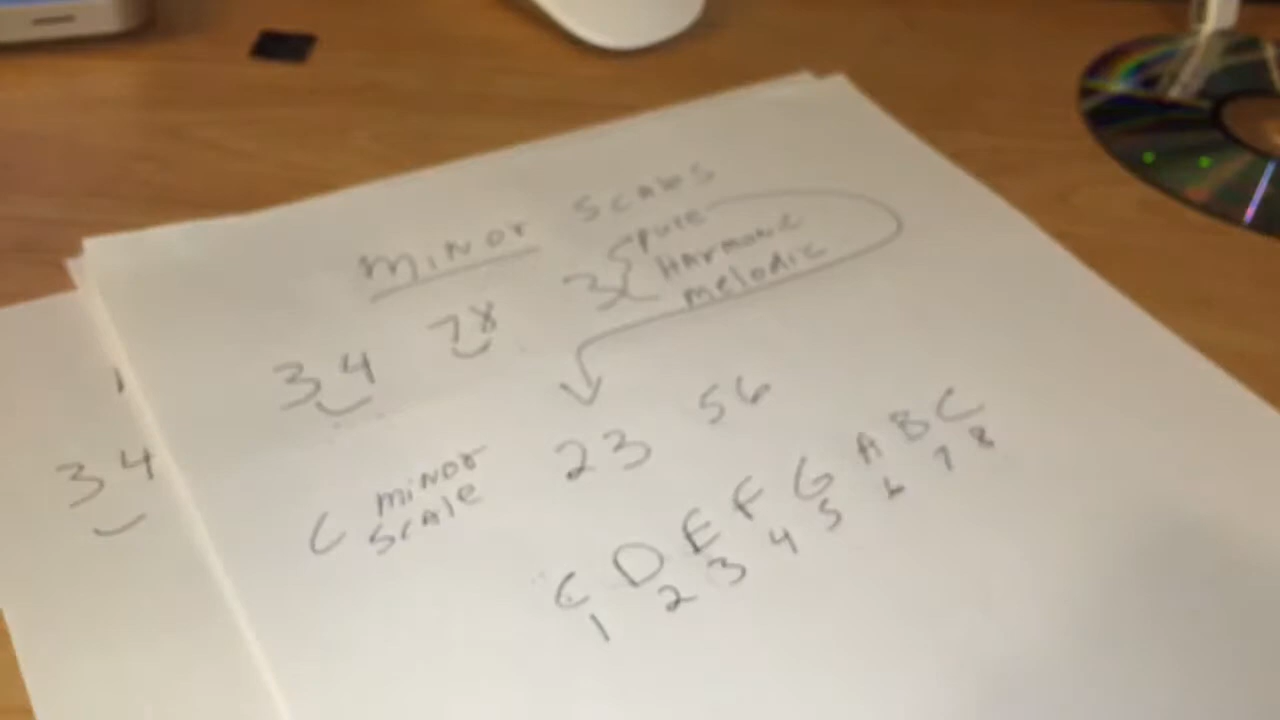 MINOR SCALES
3 { pure
HARMONIC
melodic
34 78
C minor scale 23 56
C D E F G A B C
1 2 3 4 5 6 7 8
34